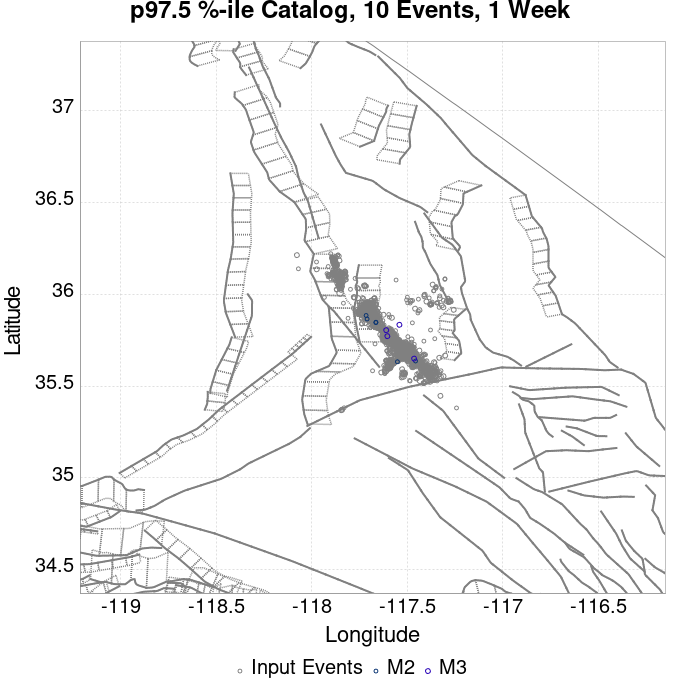 p97.5 %-ile Catalog, 10 Events, 1 Week
37
36.5
36
35.5
35
34.5
Latitude
-119
-118.5
-118
-117.5
-117
-116.5
Longitude
Input Events
M2
M3